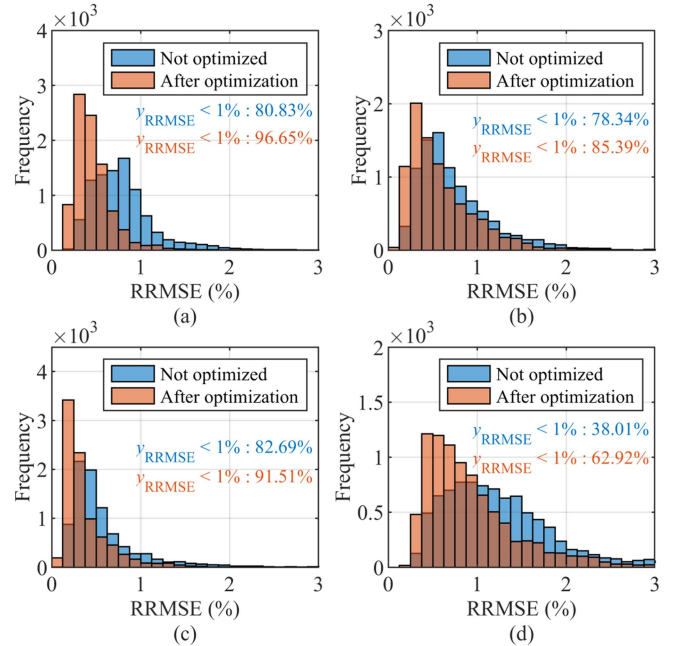 ×10³
4
3
2
1
0
Frequency
Not optimized
After optimization
yRRMSE < 1% : 80.83%
yRRMSE < 1% : 96.65%
0 1 2 3
RRMSE (%)
(a)
×10³
3
2
1
0
Frequency
Not optimized
After optimization
yRRMSE < 1% : 78.34%
yRRMSE < 1% : 85.39%
0 1 2 3
RRMSE (%)
(b)
×10³
4
3
2
1
0
Frequency
Not optimized
After optimization
yRRMSE < 1% : 82.69%
yRRMSE < 1% : 91.51%
0 1 2 3
RRMSE (%)
(c)
×10³
2
1.5
1
0.5
0
Frequency
Not optimized
After optimization
yRRMSE < 1% : 38.01%
yRRMSE < 1% : 62.92%
0 1 2 3
RRMSE (%)
(d)